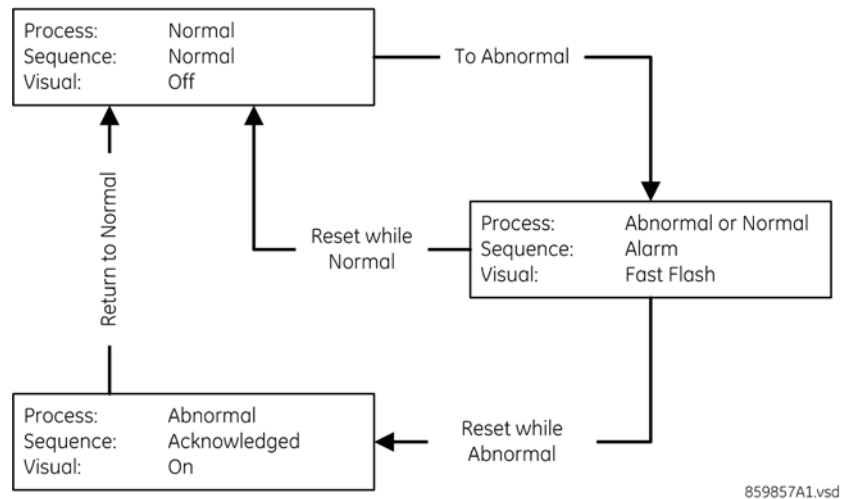 Process: Normal
Sequence: Normal
Visual: Off
To Abnormal
Return to Normal
Reset while
Normal
Process: Abnormal or Normal
Sequence: Alarm
Visual: Fast Flash
Process: Abnormal
Sequence: Acknowledged
Visual: On
Reset while
Abnormal
859857A1.vsd